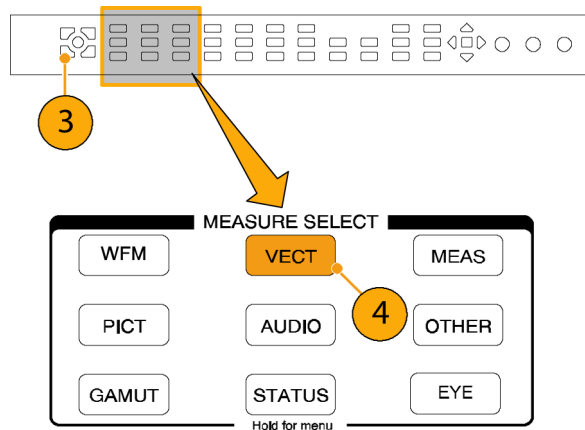 3
MEASURE SELECT
WFM VECT MEAS
4
PICT AUDIO OTHER
GAMUT STATUS EYE
Hold for menu